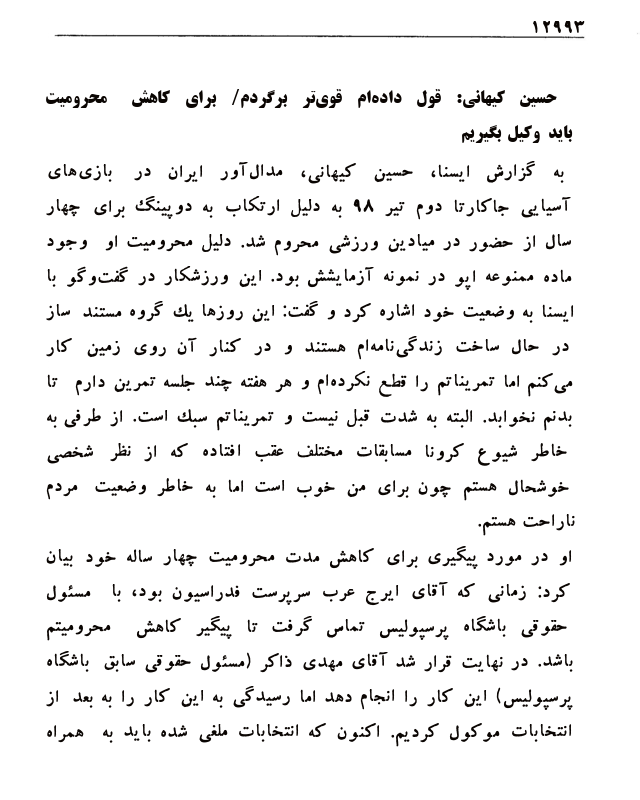 ۱۲۹۹۳
حسین کیهانی: قول داده‌ام قوی‌تر برگردم/ برای کاهش محرومیت
باید وکیل بگیریم
به گزارش ایسنا، حسین کیهانی، مدال‌آور ایران در بازی‌های
آسیایی جاکارتا دوم تیر ۹۸ به دلیل ارتکاب به دوپینگ برای چهار
سال از حضور در میادین ورزشی محروم شد. دلیل محرومیت او وجود
ماده ممنوعه اپو در نمونه آزمایشش بود. این ورزشکار در گفت‌وگو با
ایسنا به وضعیت خود اشاره کرد و گفت: این روزها یك گروه مستند ساز
در حال ساخت زندگی‌نامه‌ام هستند و در کنار آن روی زمین کار
می‌کنم اما تمریناتم را قطع نکرده‌ام و هر هفته چند جلسه تمرین دارم تا
بدنم نخوابد. البته به شدت قبل نیست و تمریناتم سبك است. از طرفی به
خاطر شیوع کرونا مسابقات مختلف عقب افتاده که از نظر شخصی
خوشحال هستم چون برای من خوب است اما به خاطر وضعیت مردم
ناراحت هستم.
او در مورد پیگیری برای کاهش مدت محرومیت چهار ساله خود بیان
کرد: زمانی که آقای ایرج عرب سرپرست فدراسیون بود، با مسئول
حقوقی باشگاه پرسپولیس تماس گرفت تا پیگیر کاهش محرومیتم
باشد. در نهایت قرار شد آقای مهدی ذاکر (مسئول حقوقی سابق باشگاه
پرسپولیس) این کار را انجام دهد اما رسیدگی به این کار را به بعد از
انتخابات موکول کردیم. اکنون که انتخابات ملغی شده باید به همراه